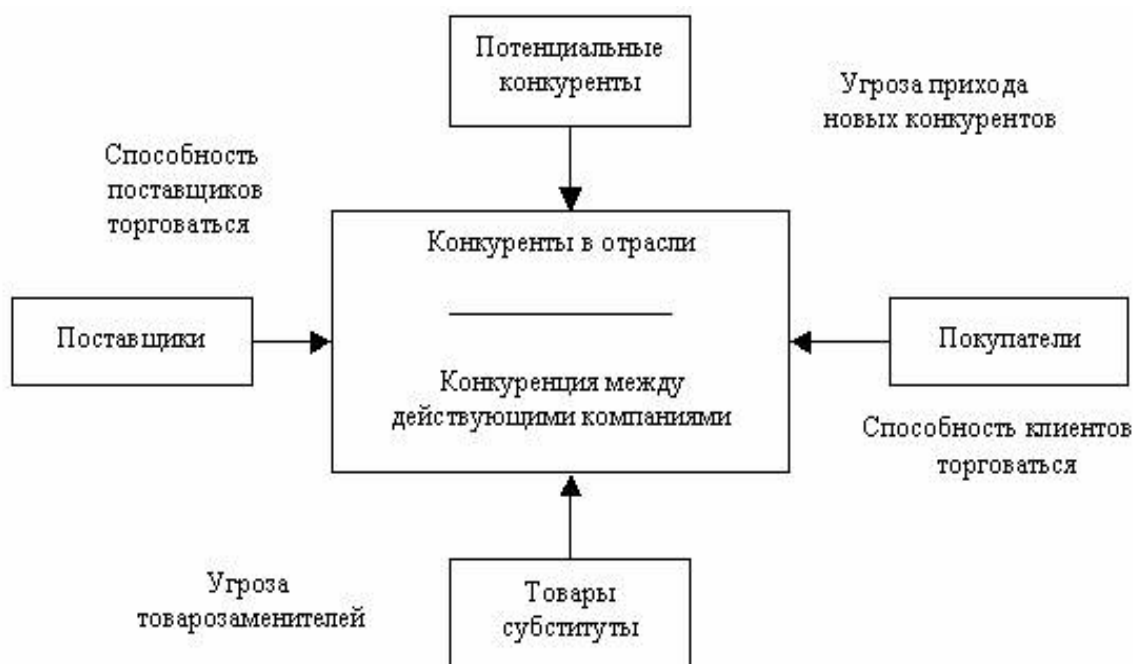 Потенциальные
конкуренты
Угроза прихода
новых конкурентов
Способность
поставщиков
торговаться
Конкуренты в отрасли
Поставщики
Покупатели
Конкуренция между
действующими компаниями
Способность клиентов
торговаться
Угроза
товарозаменителей
Товары
субституты